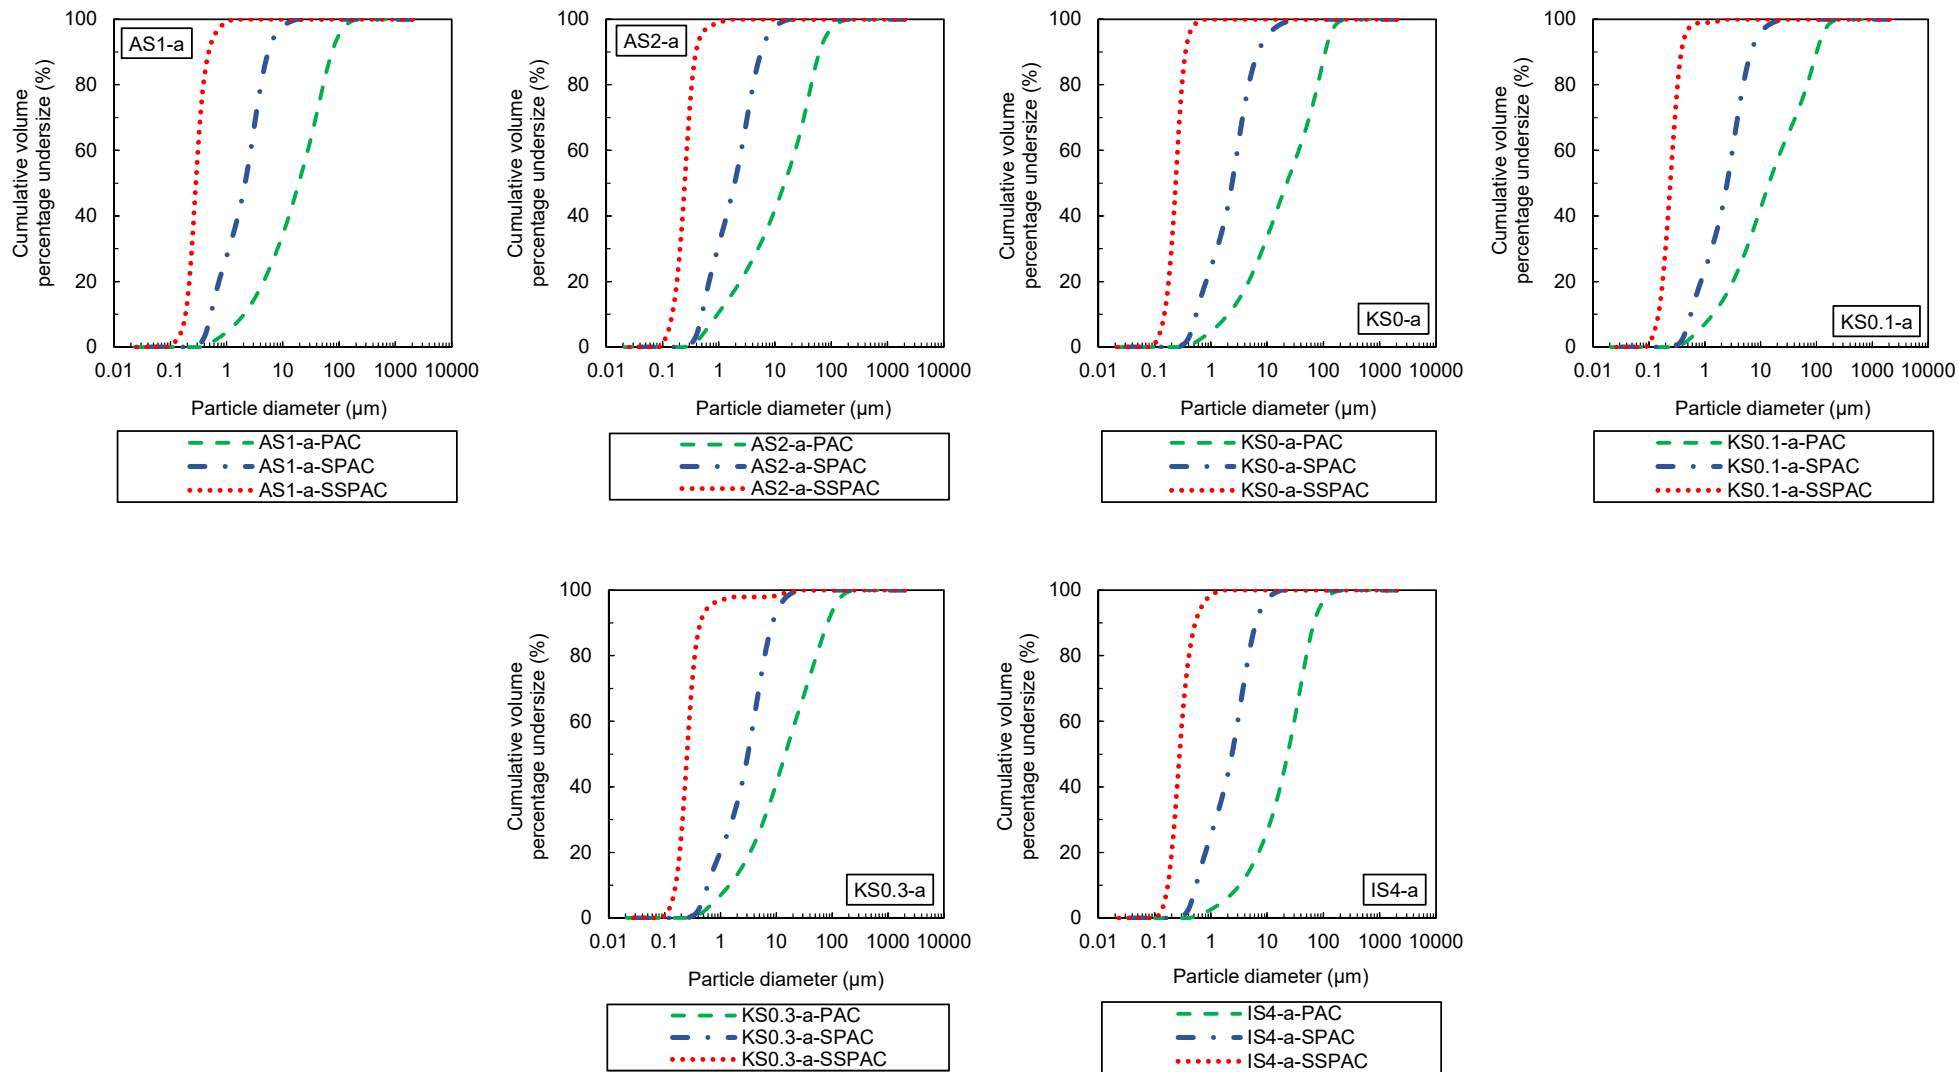 AS1-a
Cumulative volume
percentage undersize (%)
100
80
60
40
20
0
0.01 0.1 1 10 100 1000 10000
Particle diameter (µm)
AS1-a-PAC
AS1-a-SPAC
AS1-a-SSPAC
AS2-a
Cumulative volume
percentage undersize (%)
100
80
60
40
20
0
0.01 0.1 1 10 100 1000 10000
Particle diameter (µm)
AS2-a-PAC
AS2-a-SPAC
AS2-a-SSPAC
KS0-a
Cumulative volume
percentage undersize (%)
100
80
60
40
20
0
0.01 0.1 1 10 100 1000 10000
Particle diameter (µm)
KS0-a-PAC
KS0-a-SPAC
KS0-a-SSPAC
KS0.1-a
Cumulative volume
percentage undersize (%)
100
80
60
40
20
0
0.01 0.1 1 10 100 1000 10000
Particle diameter (µm)
KS0.1-a-PAC
KS0.1-a-SPAC
KS0.1-a-SSPAC
KS0.3-a
Cumulative volume
percentage undersize (%)
100
80
60
40
20
0
0.01 0.1 1 10 100 1000 10000
Particle diameter (µm)
KS0.3-a-PAC
KS0.3-a-SPAC
KS0.3-a-SSPAC
IS4-a
Cumulative volume
percentage undersize (%)
100
80
60
40
20
0
0.01 0.1 1 10 100 1000 10000
Particle diameter (µm)
IS4-a-PAC
IS4-a-SPAC
IS4-a-SSPAC